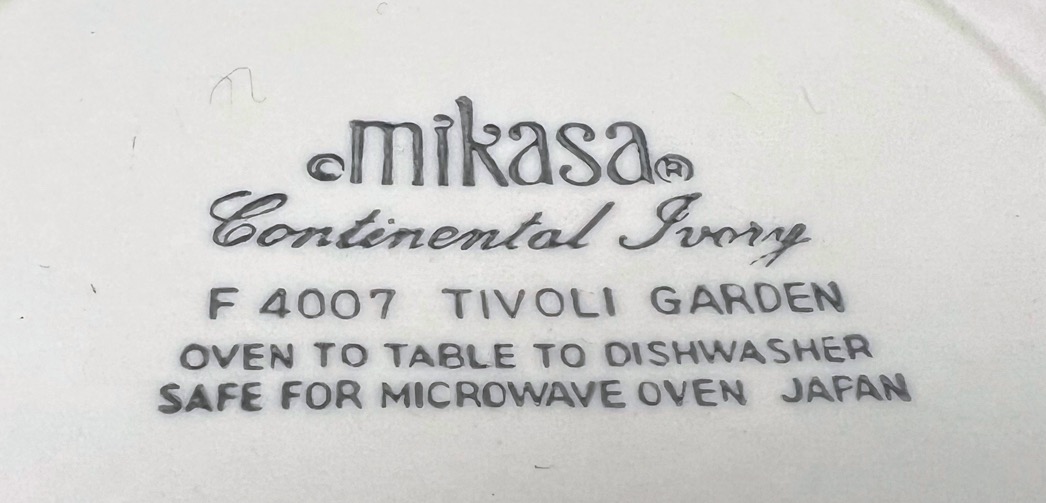 ©mikasa®
Continental Ivory
F 4007 TIVOLI GARDEN
OVEN TO TABLE TO DISHWASHER
SAFE FOR MICROWAVE OVEN JAPAN